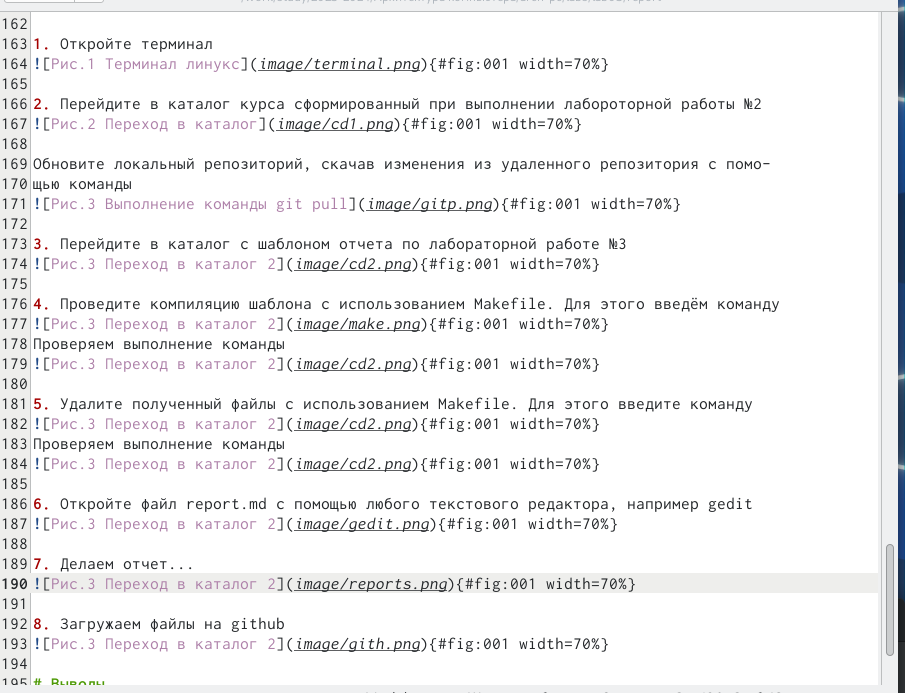 162
163 1. Откройте терминал
164 ![Рис.1 Терминал линукс](image/terminal.png){#fig:001 width=70%}
165
166 2. Перейдите в каталог курса сформированный при выполнении лабороторной работы №2
167 ![Рис.2 Переход в каталог](image/cd1.png){#fig:001 width=70%}
168
169 Обновите локальный репозиторий, скачав изменения из удаленного репозитория с помо-
170 щью команды
171 ![Рис.3 Выполнение команды git pull](image/gitp.png){#fig:001 width=70%}
172
173 3. Перейдите в каталог с шаблоном отчета по лабораторной работе №3
174 ![Рис.3 Переход в каталог 2](image/cd2.png){#fig:001 width=70%}
175
176 4. Проведите компиляцию шаблона с использованием Makefile. Для этого введём команду
177 ![Рис.3 Переход в каталог 2](image/make.png){#fig:001 width=70%}
178 Проверяем выполнение команды
179 ![Рис.3 Переход в каталог 2](image/cd2.png){#fig:001 width=70%}
180
181 5. Удалите полученный файлы с использованием Makefile. Для этого введите команду
182 ![Рис.3 Переход в каталог 2](image/cd2.png){#fig:001 width=70%}
183 Проверяем выполнение команды
184 ![Рис.3 Переход в каталог 2](image/cd2.png){#fig:001 width=70%}
185
186 6. Откройте файл report.md с помощью любого текстового редактора, например gedit
187 ![Рис.3 Переход в каталог 2](image/gedit.png){#fig:001 width=70%}
188
189 7. Делаем отчет...
190 ![Рис.3 Переход в каталог 2](image/reports.png){#fig:001 width=70%}
191
192 8. Загружаем файлы на github
193 ![Рис.3 Переход в каталог 2](image/gith.png){#fig:001 width=70%}
194
195 # Выводы